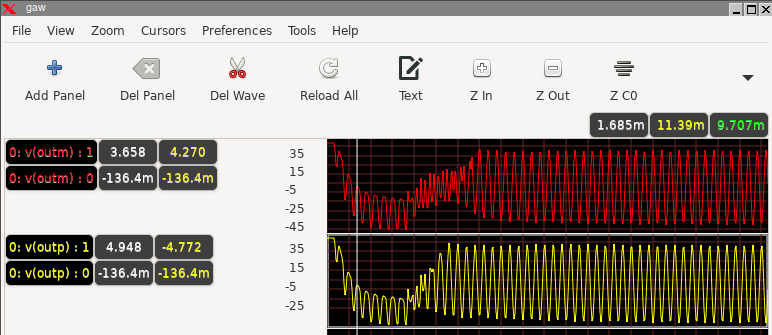 gaw
File View Zoom Cursors Preferences Tools Help
Add Panel Del Panel Del Wave Reload All Text Z In Z Out Z C0
1.685m 11.39m 9.707m
0: v(outm) : 1 3.658 4.270
0: v(outm) : 0 -136.4m -136.4m
35
15
-5
-25
-45
0: v(outp) : 1 4.948 -4.772
0: v(outp) : 0 -136.4m -136.4m
35
15
-5
-25